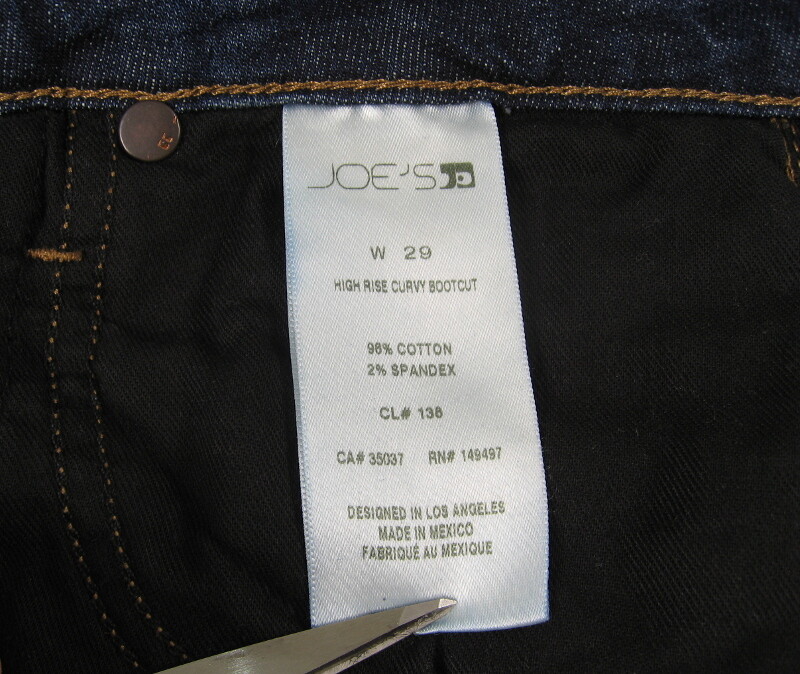 JOE'S
W 29
HIGH RISE CURVY BOOTCUT
98% COTTON
2% SPANDEX
CL# 138
CA# 35037 RN# 149497
DESIGNED IN LOS ANGELES
MADE IN MEXICO
FABRIQUÉ AU MEXIQUE